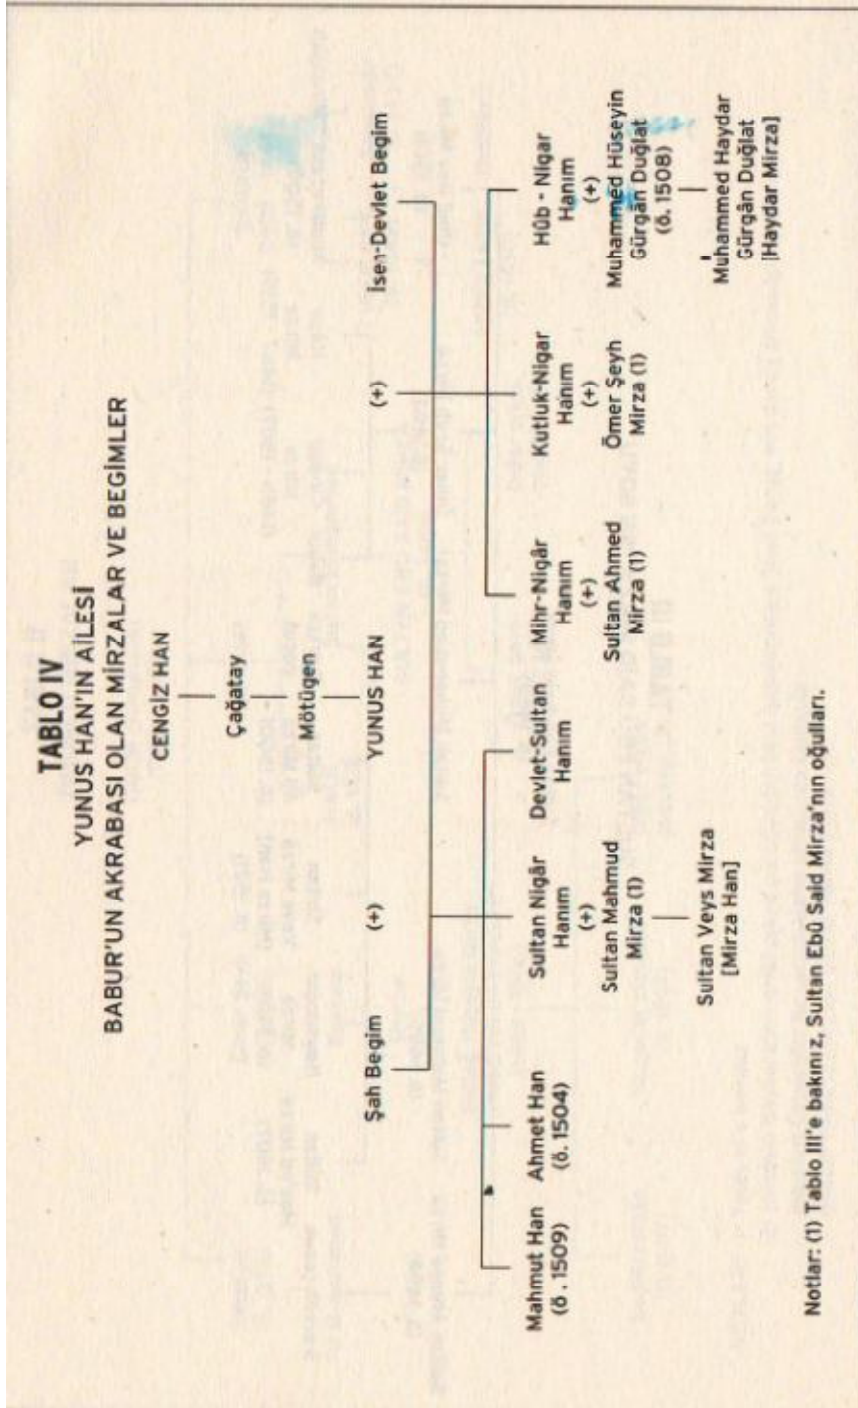 TABLO IV
YUNUS HAN'IN AİLESİ
BABUR'UN AKRABASI OLAN MİRZALAR VE BEGİMLER
CENGİZ HAN
Çağatay
Mötügen
Şah Begim (+) YUNUS HAN (+) İsen-Devlet Begim
Mahmut Han
(ö . 1509)
Ahmet Han
(ö. 1504)
Sultan Nigâr
Hanım
(+)
Sultan Mahmud
Mirza (1)
Sultan Veys Mirza
[Mirza Han]
Devlet-Sultan
Hanım
Mihr-Nigâr
Hanım
(+)
Sultan Ahmed
Mirza (1)
Kutluk-Nigar
Hanım
(+)
Ömer Şeyh
Mirza (1)
Hûb - Nigar
Hanım
(+)
Muhammed Hüseyin
Gürgân Duğlat
(ö. 1508)
Muhammed Haydar
Gürgân Duğlat
[Haydar Mirza]
Notlar: (1) Tablo III'e bakınız, Sultan Ebû Said Mirza'nın oğulları.